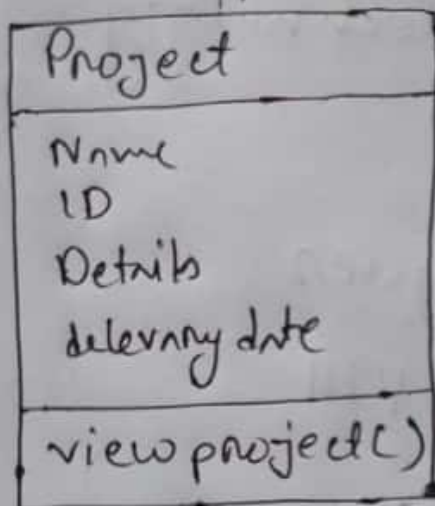 Project
Name
ID
Details
delevary date
view project()